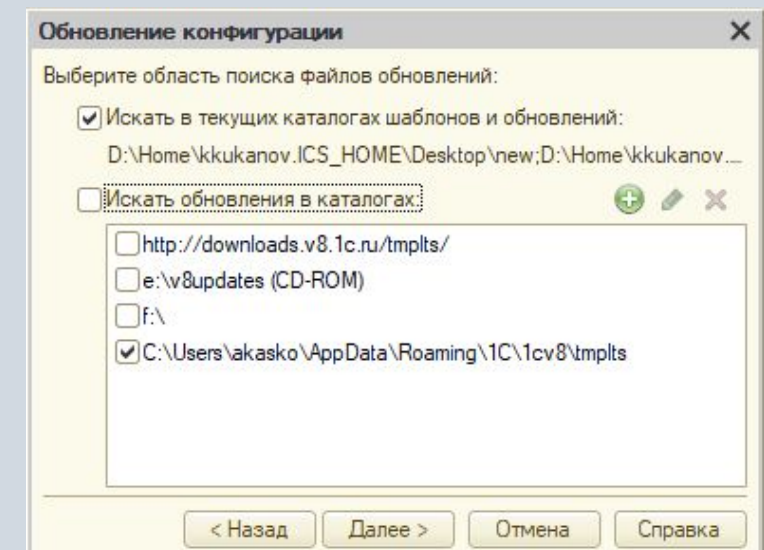 Обновление конфигурации
Выберите область поиска файлов обновлений:
Искать в текущих каталогах шаблонов и обновлений:
D:\Home\kkukanov.ICS_HOME\Desktop\new;D:\Home\kkukanov....
Искать обновления в каталогах:
http://downloads.v8.1c.ru/tmplts/
e:\v8updates (CD-ROM)
f:\
C:\Users\akasko\AppData\Roaming\1C\1cv8\tmplts
< Назад Далее > Отмена Справка